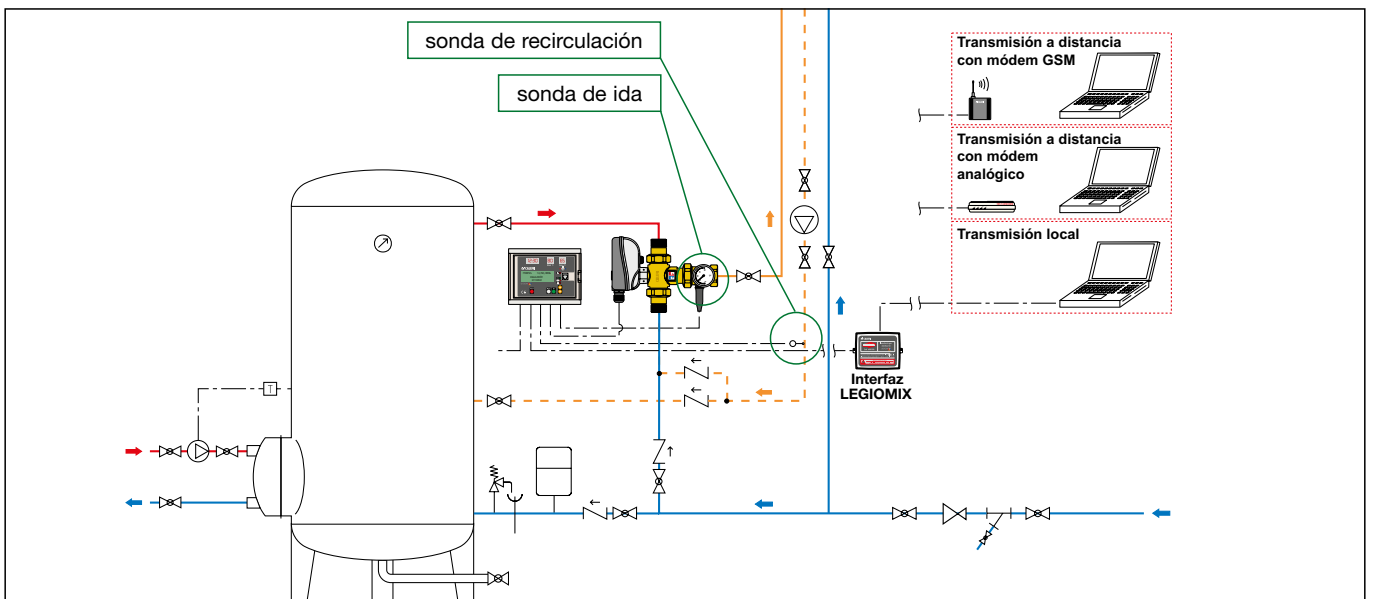 sonda de recirculación
sonda de ida
Transmisión a distancia
con módem GSM
Transmisión a distancia
con módem
analógico
Transmisión local
T
Interfaz
LEGIOMIX